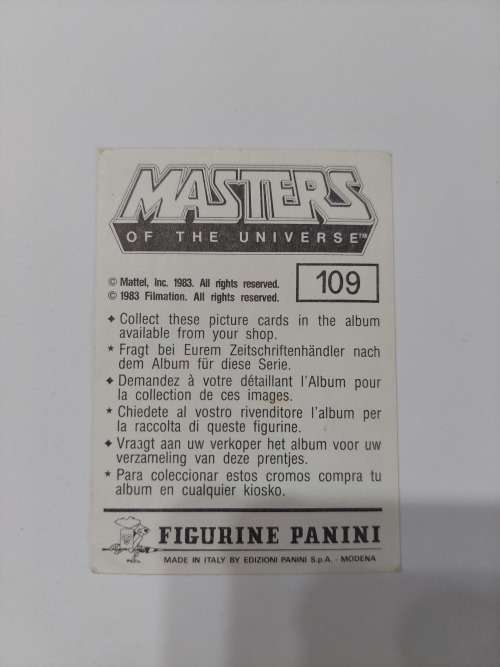 MASTERS
OF THE UNIVERSE™
© Mattel, Inc. 1983. All rights reserved.
© 1983 Filmation. All rights reserved.
109
✦ Collect these picture cards in the album
available from your shop.
★ Fragt bei Eurem Zeitschriftenhändler nach
dem Album für diese Serie.
✦ Demandez à votre détaillant l'Album pour
la collection de ces images.
★ Chiedete al vostro rivenditore l'album per
la raccolta di queste figurine.
✦ Vraagt aan uw verkoper het album voor uw
verzameling van deze prentjes.
★ Para coleccionar estos cromos compra tu
album en cualquier kiosko.
FIGURINE PANINI
MADE IN ITALY BY EDIZIONI PANINI S.p.A. - MODENA